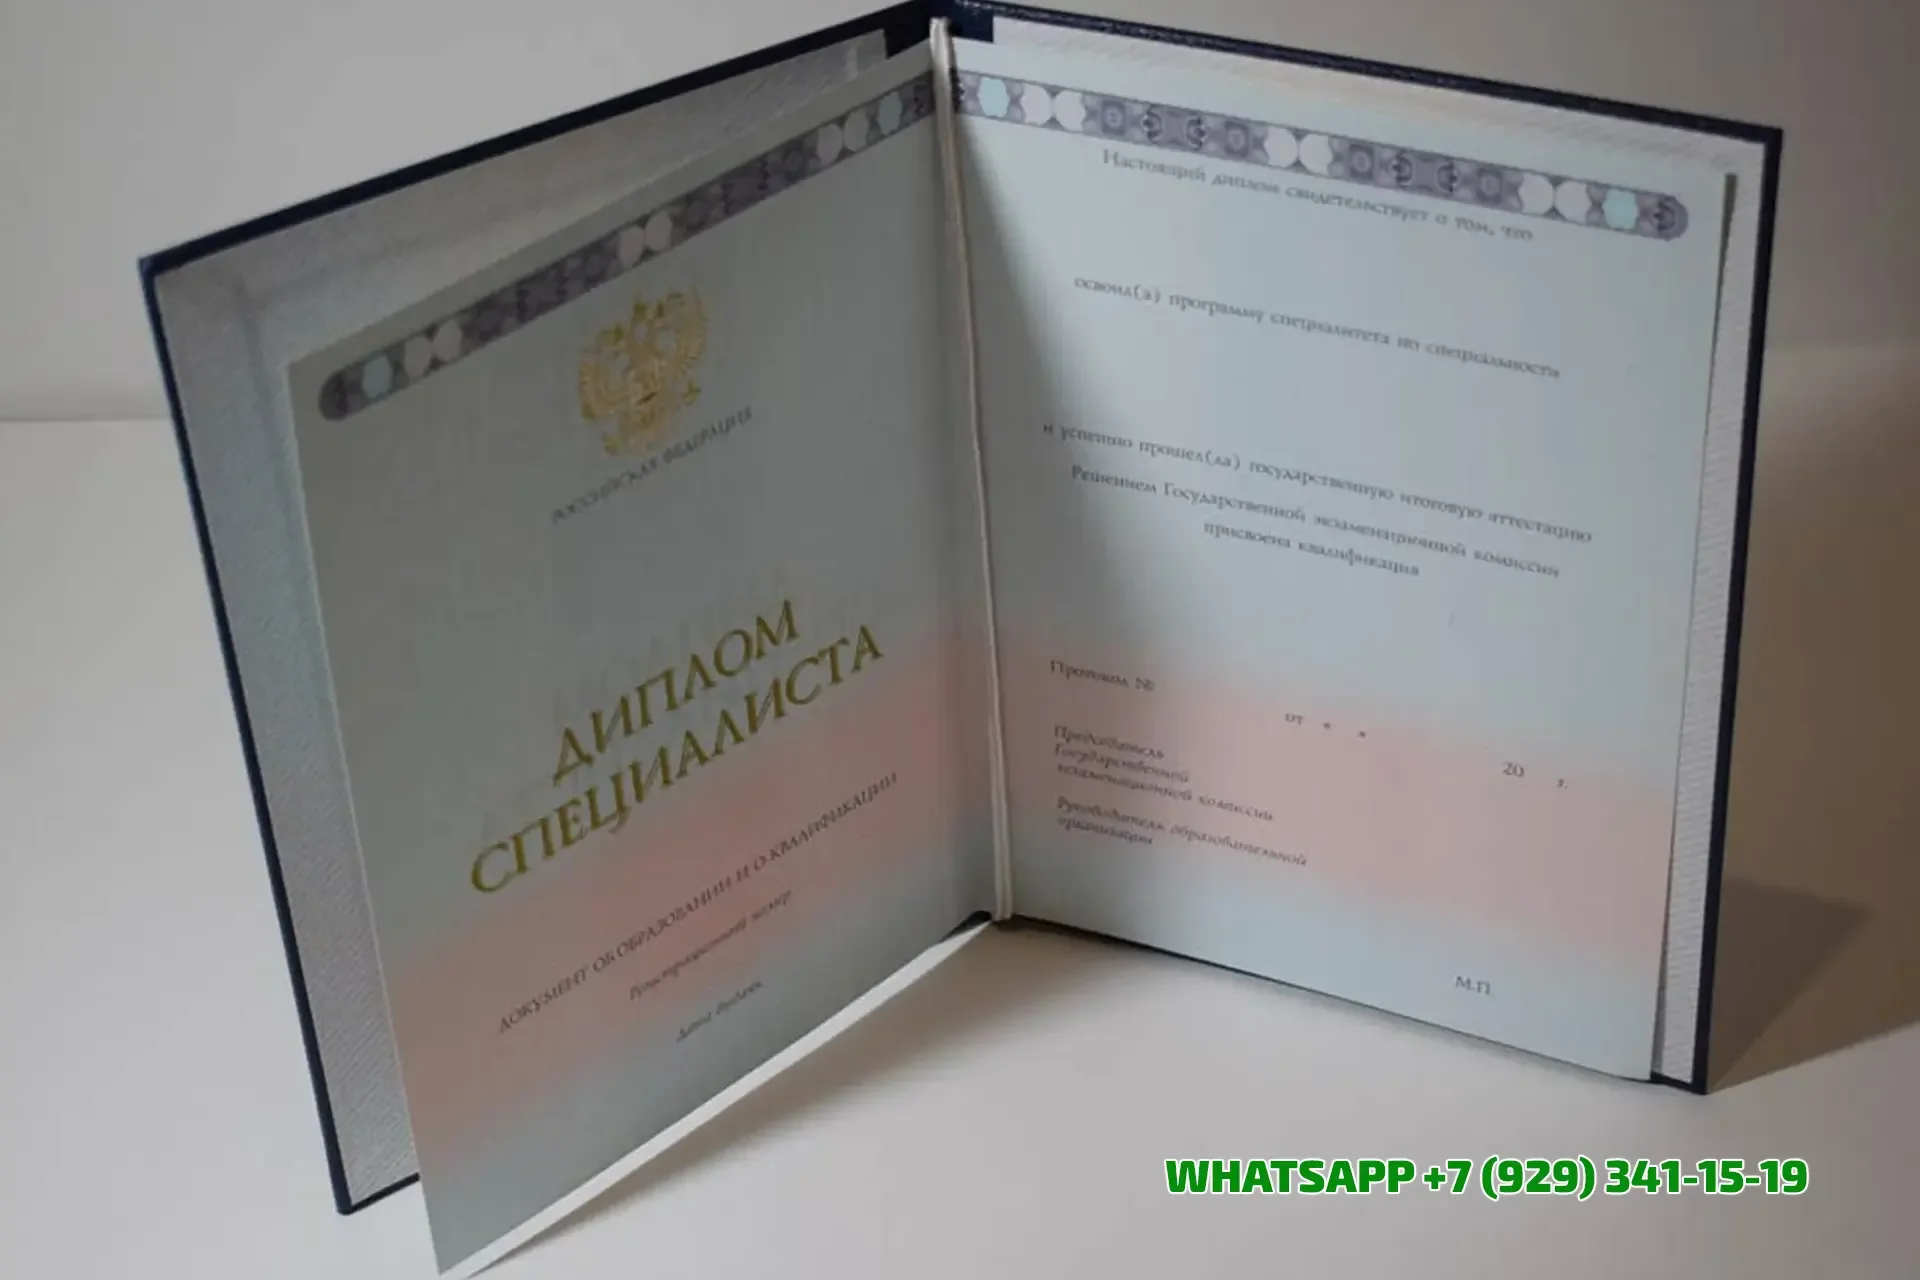 РОССИЙСКАЯ ФЕДЕРАЦИЯ
ДИПЛОМ
СПЕЦИАЛИСТА
ДОКУМЕНТ ОБ ОБРАЗОВАНИИ И О КВАЛИФИКАЦИИ
Регистрационный номер
Дата выдачи
Настоящий диплом свидетельствует о том, что
освоил(а) программу специалитета по специальности
и успешно прошел(ла) государственную итоговую аттестацию
Решением Государственной экзаменационной комиссии
присвоена квалификация
Протокол №
от « »
20 г.
Председатель
Государственной
экзаменационной комиссии
Руководитель образовательной
организации
М.П.
WHATSAPP +7 (929) 341-15-19